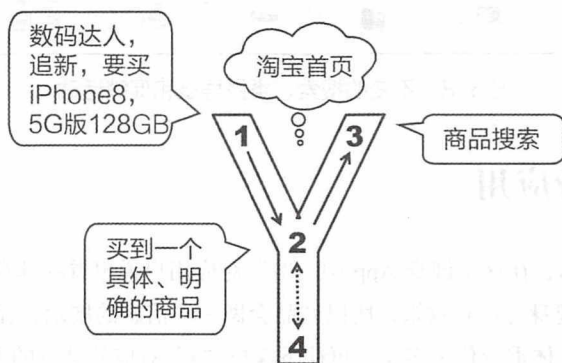 数码达人，
追新，要买
iPhone8，
5G版128GB
淘宝首页
1
3
商品搜索
2
买到一个
具体、明
确的商品
4